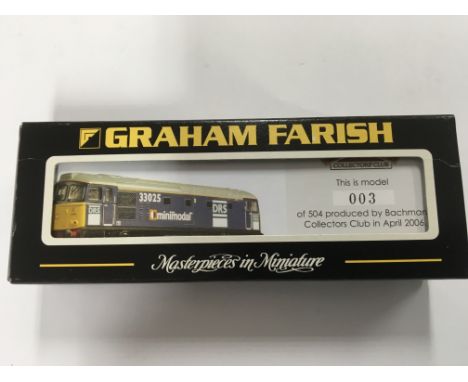 GRAHAM FARISH
COLLECTORS CLUB
This is model
003
of 504 produced by Bachman
Collectors Club in April 2006
33025
minimodal
DRS
DRS
Masterpieces in Miniature